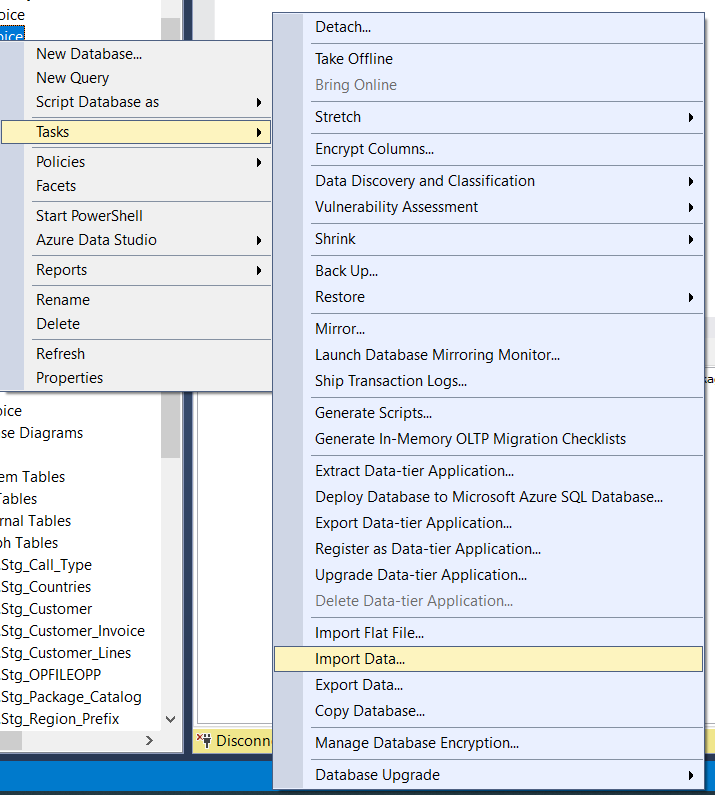 oice
oice
New Database...
New Query
Script Database as
Tasks
Policies
Facets
Start PowerShell
Azure Data Studio
Reports
Rename
Delete
Refresh
Properties
oice
se Diagrams
em Tables
Tables
rnal Tables
ph Tables
.Stg_Call_Type
.Stg_Countries
.Stg_Customer
.Stg_Customer_Invoice
.Stg_Customer_Lines
.Stg_OPFILEOPP
.Stg_Package_Catalog
.Stg_Region_Prefix
Detach...
Take Offline
Bring Online
Stretch
Encrypt Columns...
Data Discovery and Classification
Vulnerability Assessment
Shrink
Back Up...
Restore
Mirror...
Launch Database Mirroring Monitor...
Ship Transaction Logs...
Generate Scripts...
Generate In-Memory OLTP Migration Checklists
Extract Data-tier Application...
Deploy Database to Microsoft Azure SQL Database...
Export Data-tier Application...
Register as Data-tier Application...
Upgrade Data-tier Application...
Delete Data-tier Application...
Import Flat File...
Import Data...
Export Data...
Copy Database...
Manage Database Encryption...
Database Upgrade
Disconn